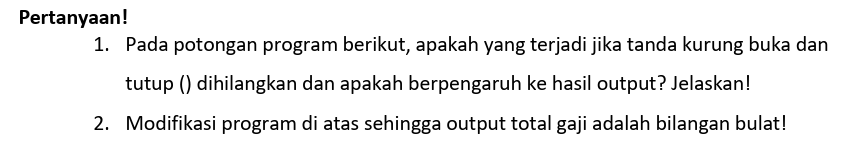 Pertanyaan!
1. Pada potongan program berikut, apakah yang terjadi jika tanda kurung buka dan
tutup () dihilangkan dan apakah berpengaruh ke hasil output? Jelaskan!
2. Modifikasi program di atas sehingga output total gaji adalah bilangan bulat!